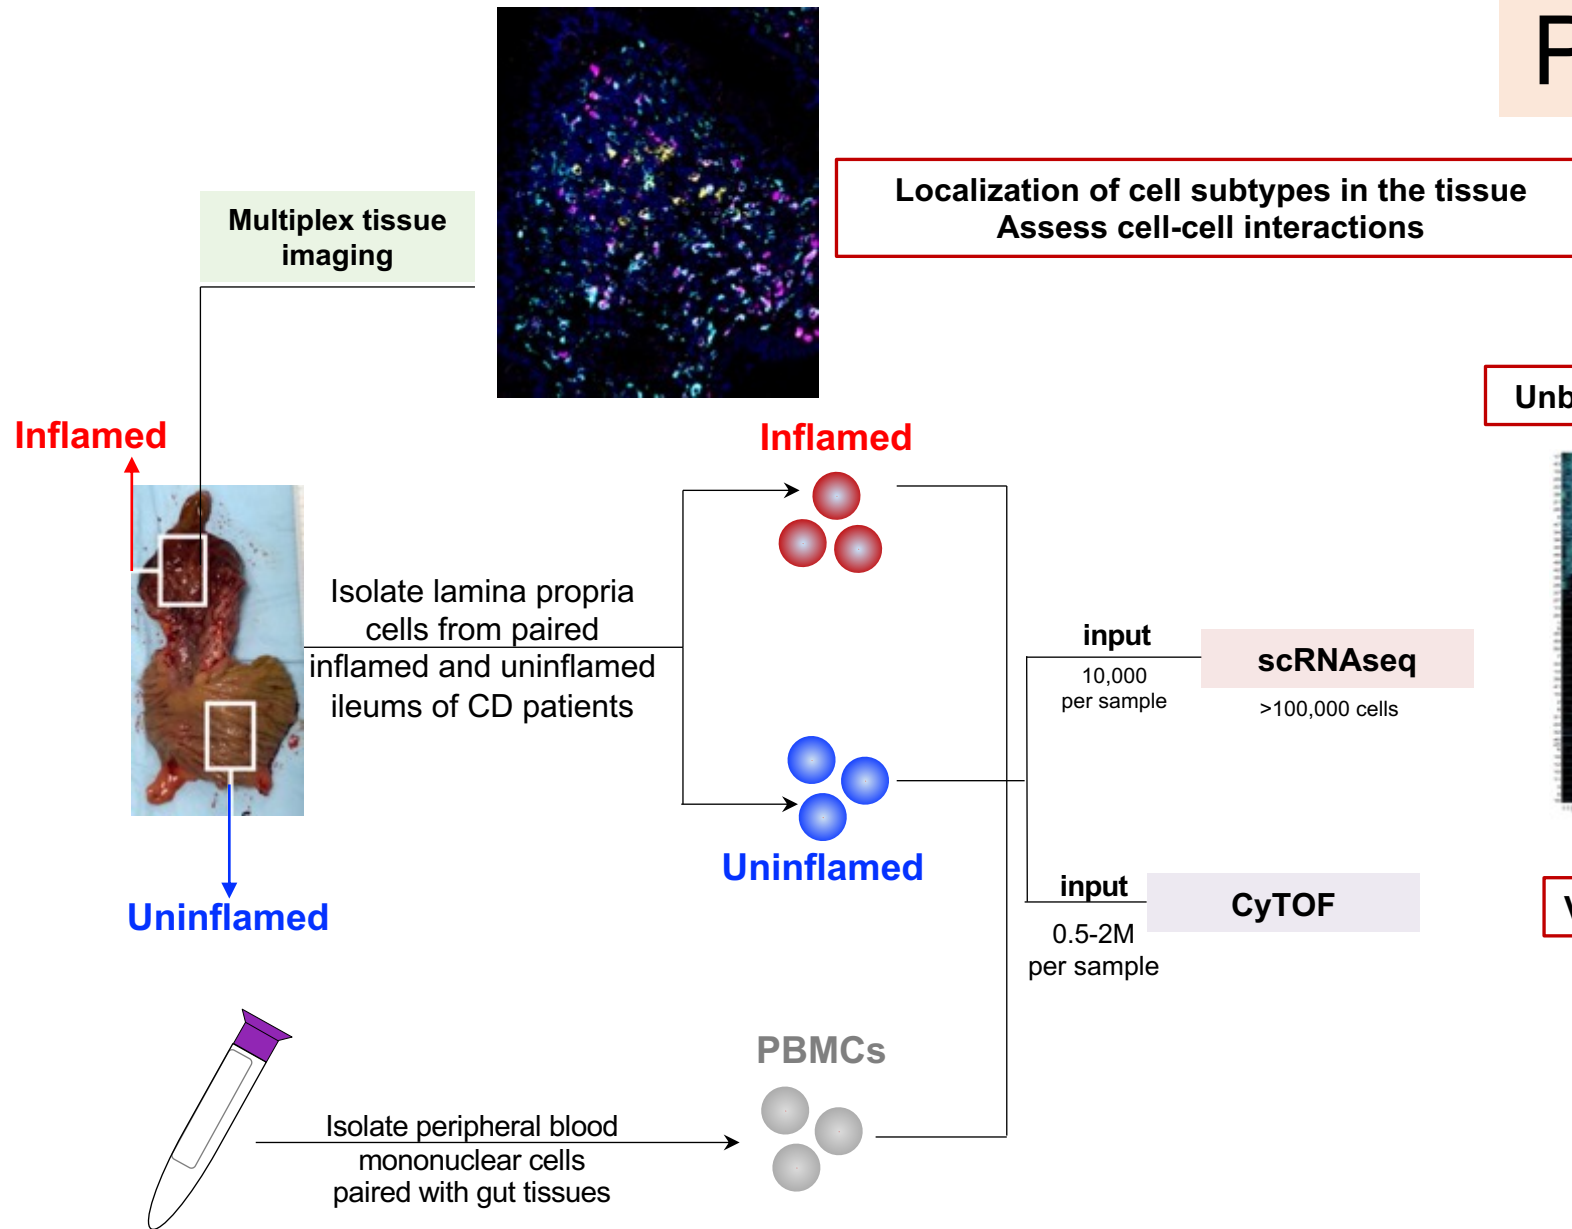 Multiplex tissue
imaging
Localization of cell subtypes in the tissue
Assess cell-cell interactions
Inflamed
Uninflamed
Isolate lamina propria
cells from paired
inflamed and uninflamed
ileums of CD patients
Inflamed
Uninflamed
input
10,000
per sample
scRNAseq
>100,000 cells
input
0.5-2M
per sample
CyTOF
Isolate peripheral blood
mononuclear cells
paired with gut tissues
PBMCs